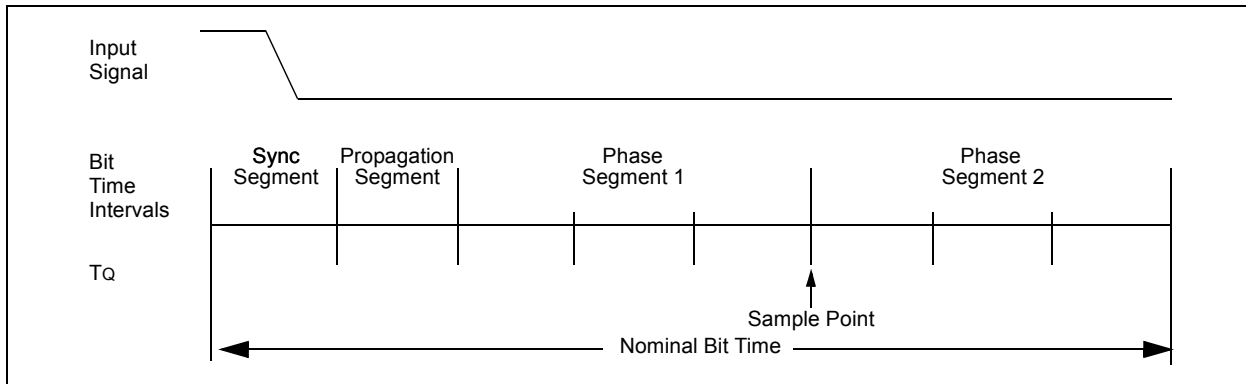 Input
Signal
Bit
Time
Intervals
Sync
Segment
Propagation
Segment
Phase
Segment 1
Phase
Segment 2
TQ
Sample Point
Nominal Bit Time